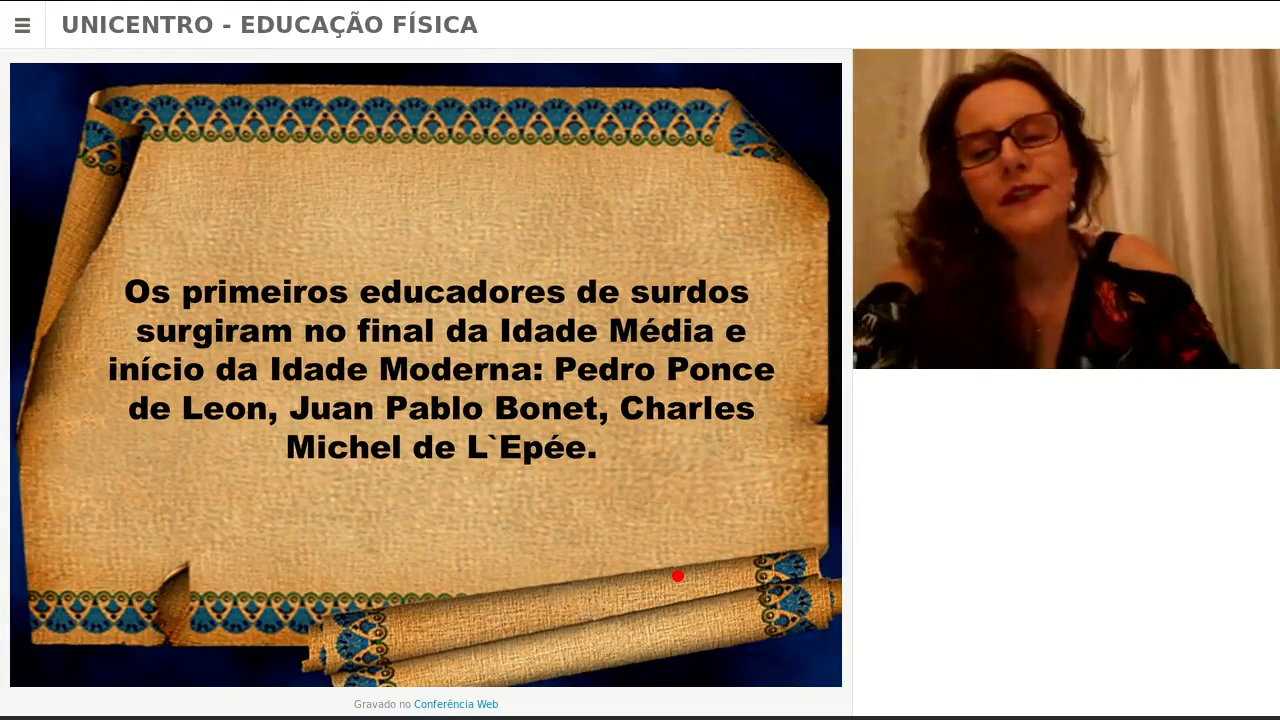 UNICENTRO - EDUCAÇÃO FÍSICA
Os primeiros educadores de surdos
surgiram no final da Idade Média e
início da Idade Moderna: Pedro Ponce
de Leon, Juan Pablo Bonet, Charles
Michel de L`Epée.
Gravado no Conferência Web